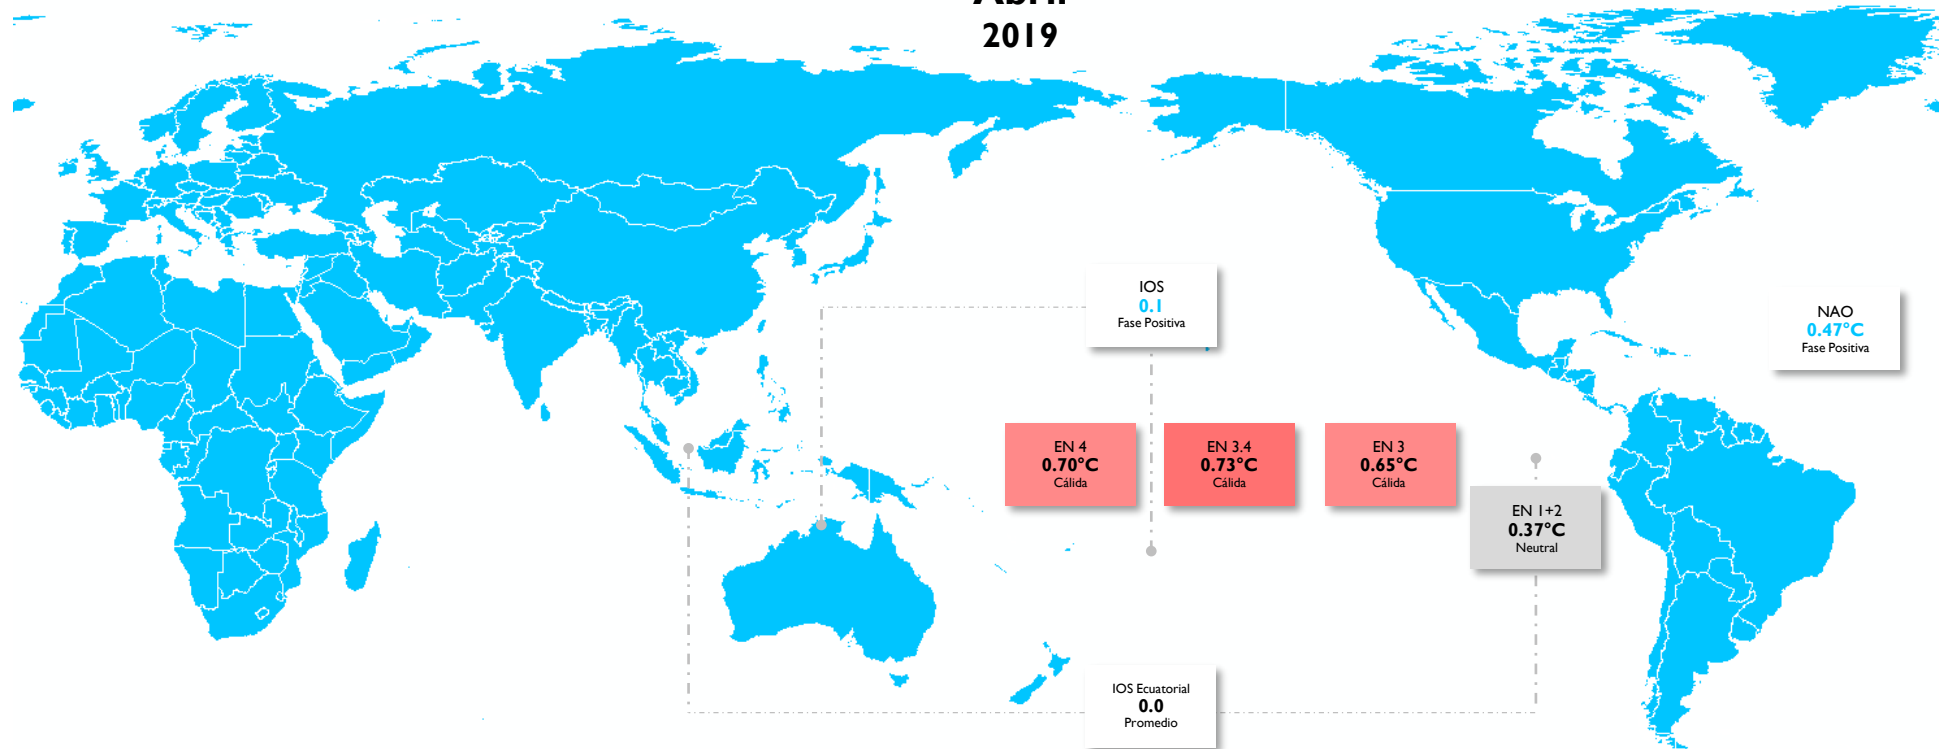 Abril
2019
IOS
0.1
Fase Positiva
NAO
0.47°C
Fase Positiva
EN 4
0.70°C
Cálida
EN 3.4
0.73°C
Cálida
EN 3
0.65°C
Cálida
EN 1+2
0.37°C
Neutral
IOS Ecuatorial
0.0
Promedio